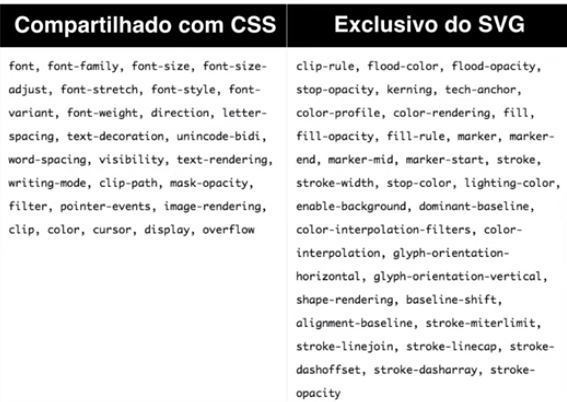 Compartilhado com CSS
font, font-family, font-size, font-size-
adjust, font-stretch, font-style, font-
variant, font-weight, direction, letter-
spacing, text-decoration, unincode-bidi,
word-spacing, visibility, text-rendering,
writing-mode, clip-path, mask-opacity,
filter, pointer-events, image-rendering,
clip, color, cursor, display, overflow
Exclusivo do SVG
clip-rule, flood-color, flood-opacity,
stop-opacity, kerning, tech-anchor,
color-profile, color-rendering, fill,
fill-opacity, fill-rule, marker, marker-
end, marker-mid, marker-start, stroke,
stroke-width, stop-color, lighting-color,
enable-background, dominant-baseline,
color-interpolation-filters, color-
interpolation, glyph-orientation-
horizontal, glyph-orientation-vertical,
shape-rendering, baseline-shift,
alignment-baseline, stroke-miterlimit,
stroke-linejoin, stroke-linecap, stroke-
dashoffset, stroke-dasharray, stroke-
opacity